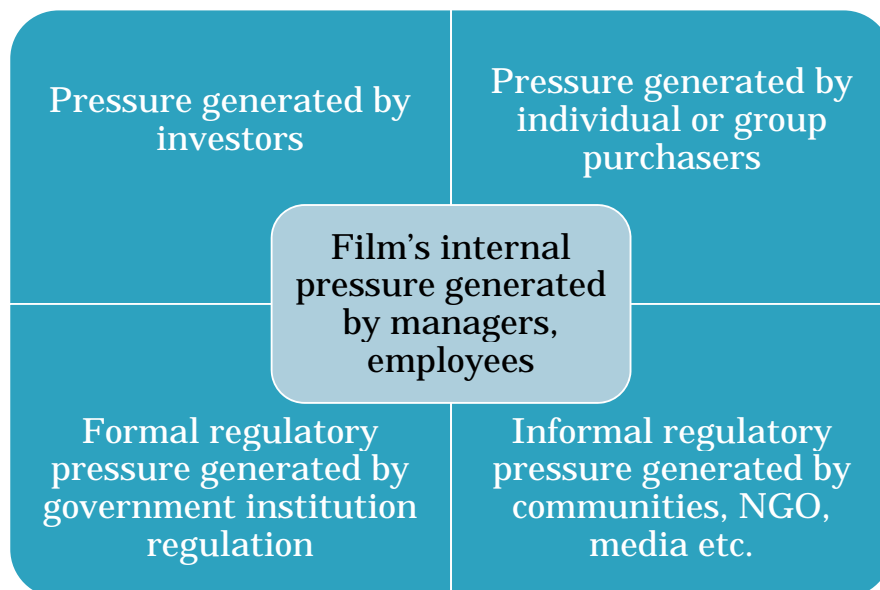 Pressure generated by
investors
Pressure generated by
individual or group
purchasers
Film's internal
pressure generated
by managers,
employees
Formal regulatory
pressure generated by
government institution
regulation
Informal regulatory
pressure generated by
communities, NGO,
media etc.